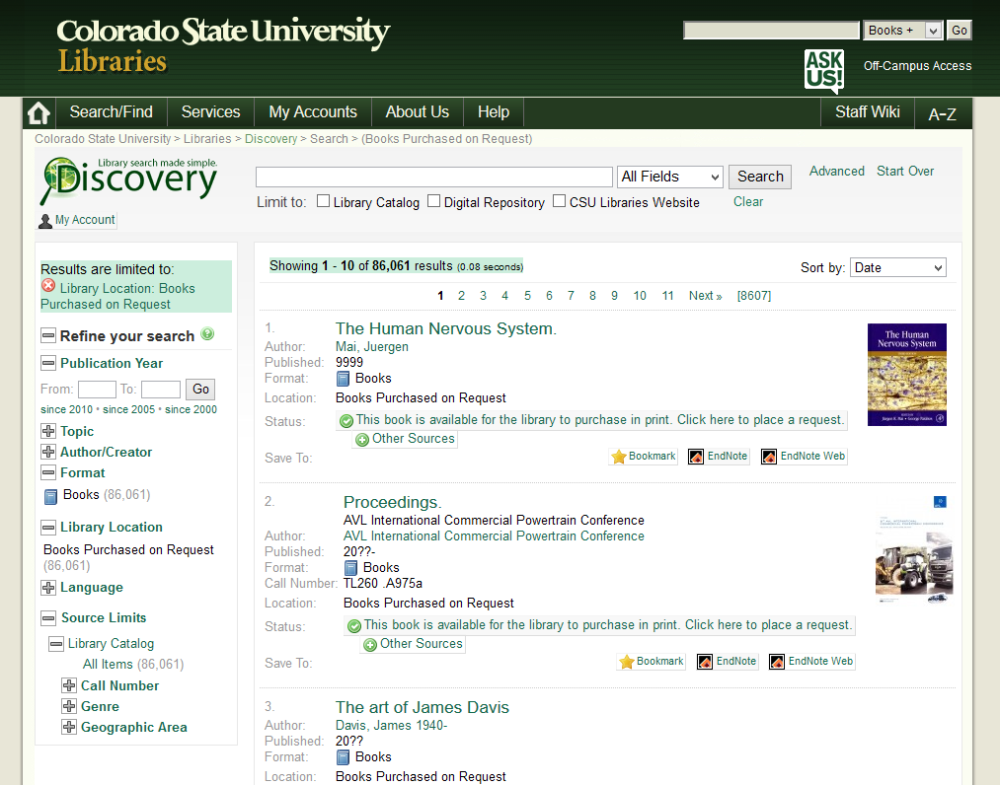 Colorado State University
Libraries
Books +
Go
ASK US!
Off-Campus Access
Search/Find
Services
My Accounts
About Us
Help
Staff Wiki
A-Z
Colorado State University > Libraries > Discovery > Search > (Books Purchased on Request)
Library search made simple.
Discovery
My Account
All Fields
Search
Advanced
Start Over
Limit to:
Library Catalog
Digital Repository
CSU Libraries Website
Clear
Results are limited to:
Library Location: Books
Purchased on Request
Refine your search
Publication Year
From:
To:
Go
since 2010 • since 2005 • since 2000
Topic
Author/Creator
Format
Books (86,061)
Library Location
Books Purchased on Request
(86,061)
Language
Source Limits
Library Catalog
All Items (86,061)
Call Number
Genre
Geographic Area
Showing 1 - 10 of 86,061 results (0.08 seconds)
Sort by: Date
1 2 3 4 5 6 7 8 9 10 11 Next » [8607]
1. The Human Nervous System.
Author: Mai, Juergen
Published: 9999
Format: Books
Location: Books Purchased on Request
Status: This book is available for the library to purchase in print. Click here to place a request.
Other Sources
Save To: Bookmark EndNote EndNote Web
The Human
Nervous System
2. Proceedings.
AVL International Commercial Powertrain Conference
Author: AVL International Commercial Powertrain Conference
Published: 20??-
Format: Books
Call Number: TL260 .A975a
Location: Books Purchased on Request
Status: This book is available for the library to purchase in print. Click here to place a request.
Other Sources
Save To: Bookmark EndNote EndNote Web
3. The art of James Davis
Author: Davis, James 1940-
Published: 20??
Format: Books
Location: Books Purchased on Request